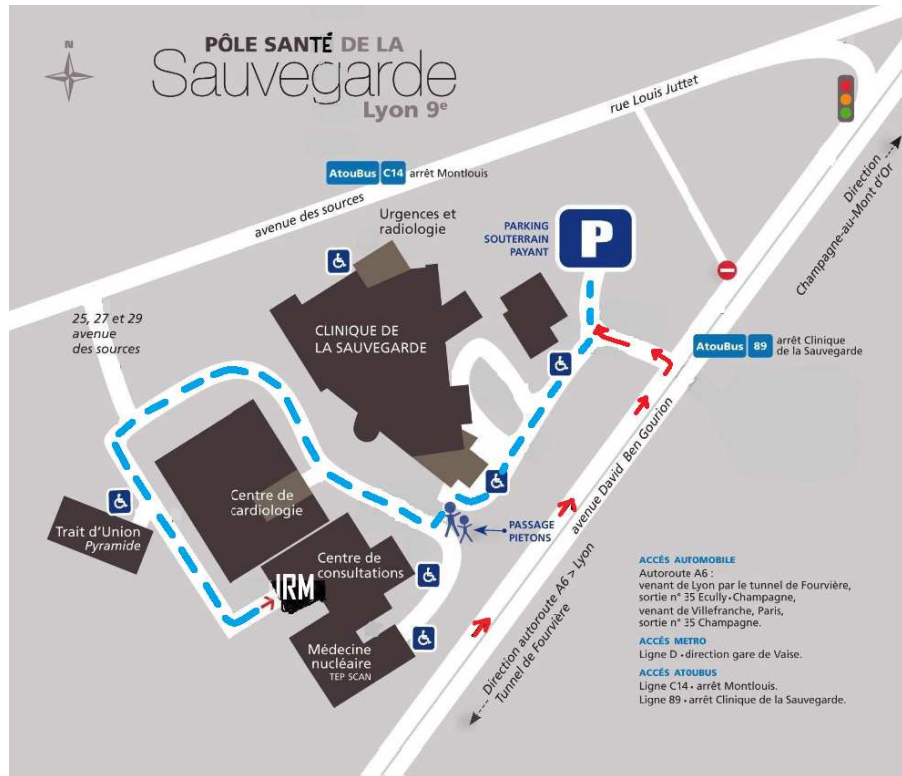 N
PÔLE SANTÉ DE LA
Sauvegarde
Lyon 9e
rue Louis Juttet
Direction
Champagne-au-Mont d'Or
AtouBus C14 arrêt Montlouis
avenue des sources
Urgences et
radiologie
PARKING
SOUTERRAIN
PAYANT
P
25, 27 et 29
avenue
des sources
CLINIQUE DE
LA SAUVEGARDE
AtouBus 89 arrêt Clinique
de la Sauvegarde
avenue David Ben Gourion
Centre de
cardiologie
PASSAGE
PIETONS
Trait d'Union
Pyramide
Centre de
consultations
IRM
Médecine
nucléaire
TEP SCAN
Direction autoroute A6 > Lyon
Tunnel de Fourvière
ACCÉS AUTOMOBILE
Autoroute A6 :
venant de Lyon par le tunnel de Fourvière,
sortie n° 35 Ecully•Champagne,
venant de Villefranche, Paris,
sortie n° 35 Champagne.
ACCÉS METRO
Ligne D • direction gare de Vaise.
ACCÉS ATOUBUS
Ligne C14 • arrêt Montlouis.
Ligne 89 • arrêt Clinique de la Sauvegarde.